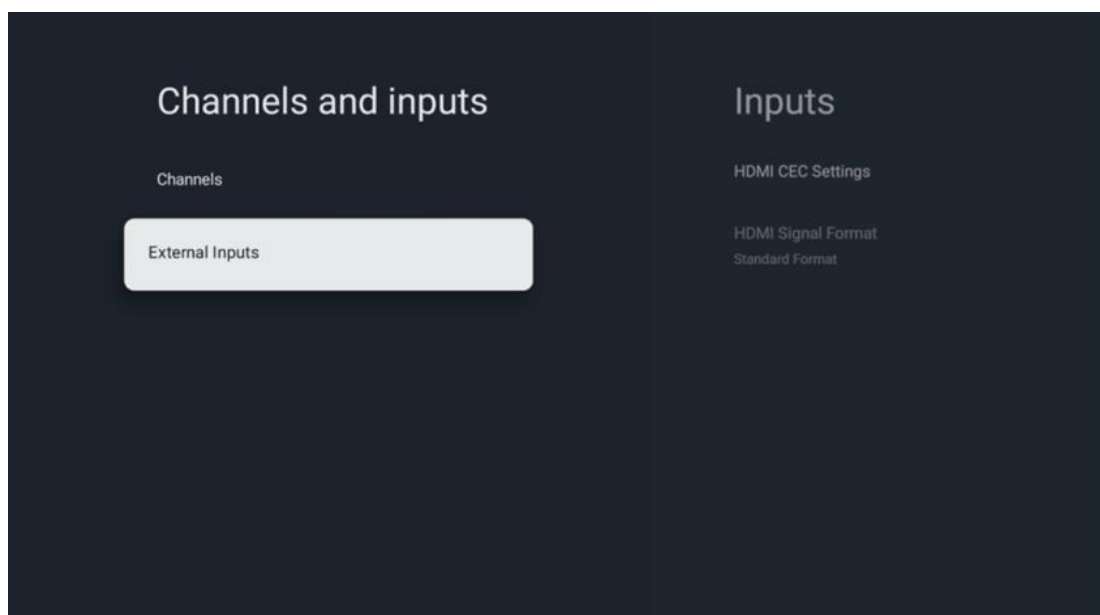 Channels and inputs
Channels
External Inputs
Inputs
HDMI CEC Settings
HDMI Signal Format
Standard Format